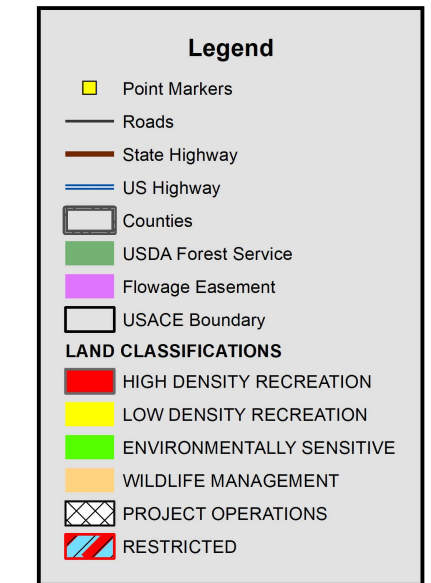 Legend
Point Markers
Roads
State Highway
US Highway
Counties
USDA Forest Service
Flowage Easement
USACE Boundary
LAND CLASSIFICATIONS
HIGH DENSITY RECREATION
LOW DENSITY RECREATION
ENVIRONMENTALLY SENSITIVE
WILDLIFE MANAGEMENT
PROJECT OPERATIONS
RESTRICTED